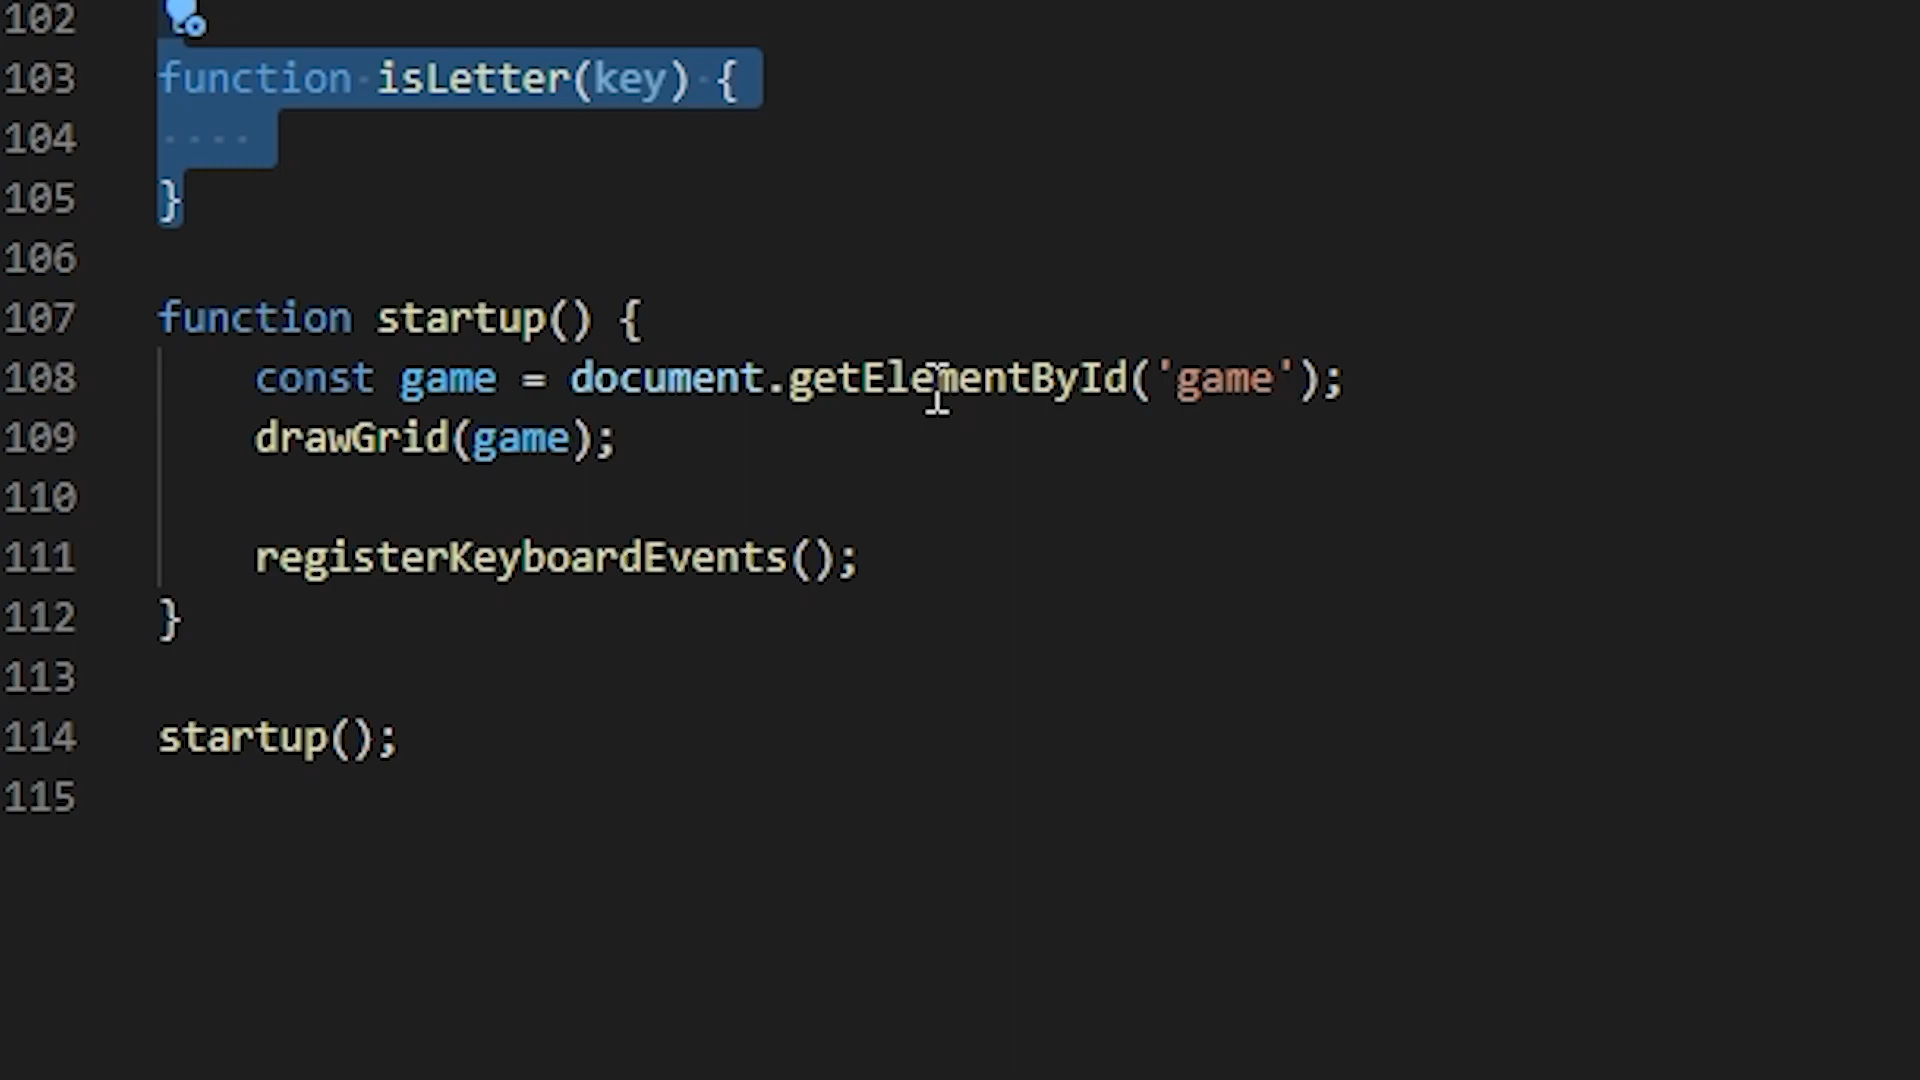 102
103 function isLetter(key) {
104
105 }
106
107 function startup() {
108 const game = document.getElementById('game');
109 drawGrid(game);
110
111 registerKeyboardEvents();
112 }
113
114 startup();
115